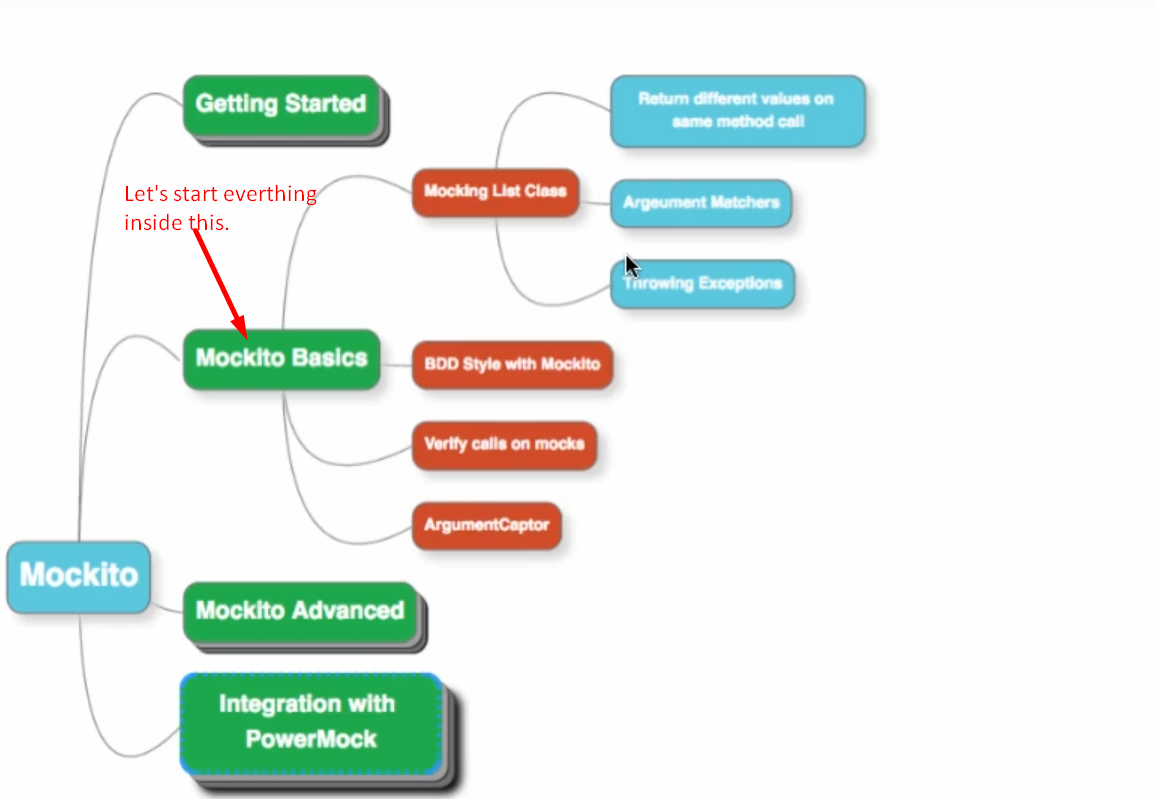 Getting Started
Return different values on
same method call
Let's start everthing
inside this.
Mocking List Class
Argeument Matchers
Throwing Exceptions
Mockito Basics
BDD Style with Mockito
Verify calls on mocks
ArgumentCaptor
Mockito
Mockito Advanced
Integration with
PowerMock